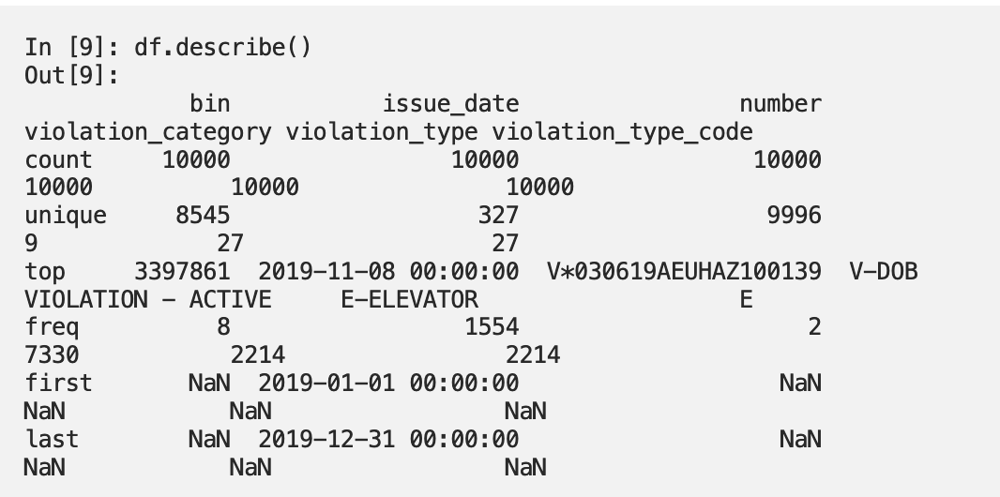 In [9]: df.describe()
Out[9]:
bin issue_date number
violation_category violation_type violation_type_code
count 10000 10000 10000
10000 10000 10000
unique 8545 327 9996
9 27 27
top 3397861 2019-11-08 00:00:00 V*030619AEUHAZ100139 V-DOB
VIOLATION - ACTIVE E-ELEVATOR E
freq 8 1554 2
7330 2214 2214
first NaN 2019-01-01 00:00:00 NaN
NaN NaN NaN
last NaN 2019-12-31 00:00:00 NaN
NaN NaN NaN